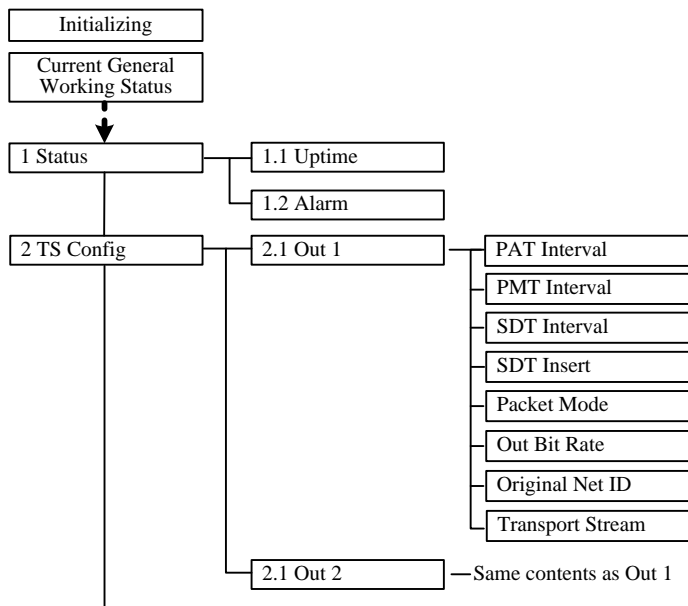 Initializing
Current General
Working Status
1 Status
1.1 Uptime
1.2 Alarm
2 TS Config
2.1 Out 1
PAT Interval
PMT Interval
SDT Interval
SDT Insert
Packet Mode
Out Bit Rate
Original Net ID
Transport Stream
2.1 Out 2
Same contents as Out 1